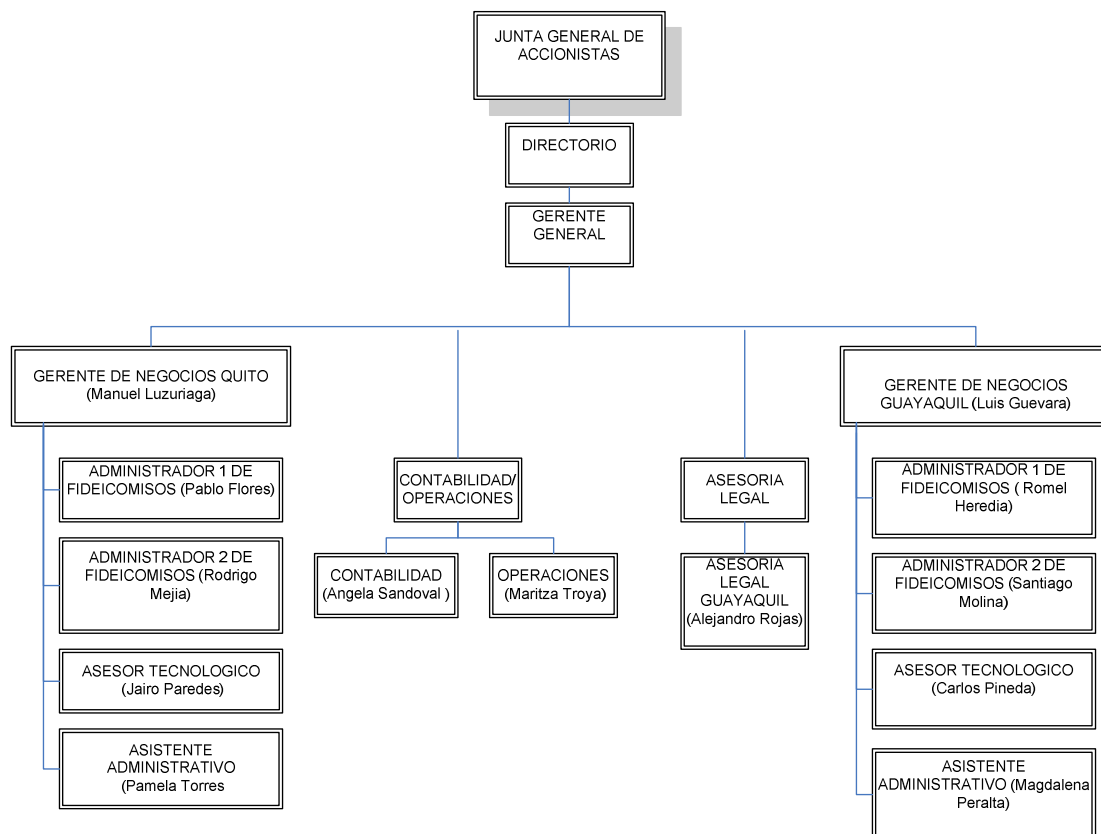 JUNTA GENERAL DE
ACCIONISTAS
DIRECTORIO
GERENTE
GENERAL
GERENTE DE NEGOCIOS QUITO
(Manuel Luzuriaga)
ADMINISTRADOR 1 DE
FIDEICOMISOS (Pablo Flores)
ADMINISTRADOR 2 DE
FIDEICOMISOS (Rodrigo
Mejia)
ASESOR TECNOLOGICO
(Jairo Paredes)
ASISTENTE
ADMINISTRATIVO
(Pamela Torres
CONTABILIDAD/
OPERACIONES
CONTABILIDAD
(Angela Sandoval )
OPERACIONES
(Maritza Troya)
ASESORIA
LEGAL
ASESORIA
LEGAL
GUAYAQUIL
(Alejandro Rojas)
GERENTE DE NEGOCIOS
GUAYAQUIL (Luis Guevara)
ADMINISTRADOR 1 DE
FIDEICOMISOS ( Romel
Heredia)
ADMINISTRADOR 2 DE
FIDEICOMISOS (Santiago
Molina)
ASESOR TECNOLOGICO
(Carlos Pineda)
ASISTENTE
ADMINISTRATIVO (Magdalena
Peralta)